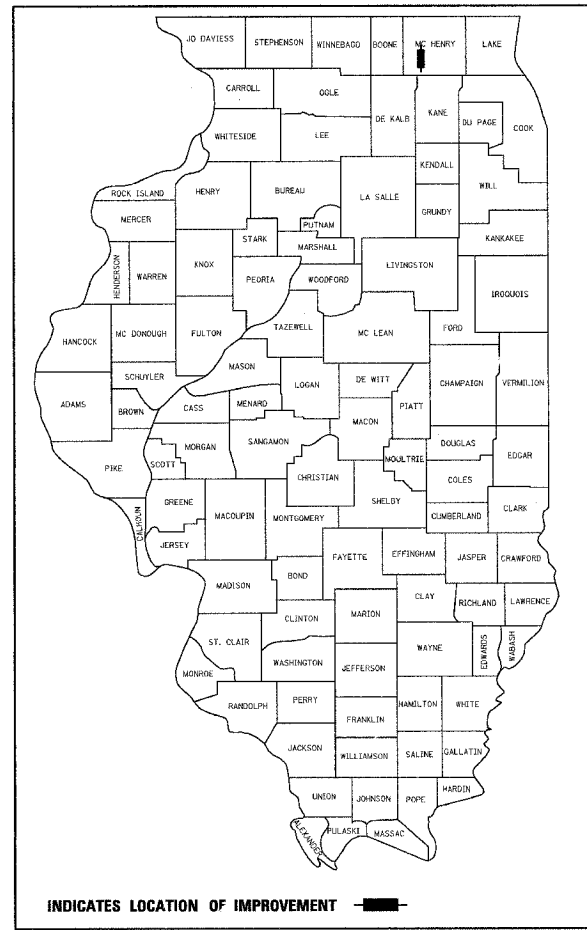 JO DAVIESS STEPHENSON WINNEBAGO BOONE MC HENRY LAKE
CARROLL OGLE DE KALB KANE DU PAGE COOK
WHITESIDE LEE
KENDALL
ROCK ISLAND HENRY BUREAU LA SALLE WILL
MERCER PUTNAM GRUNDY
STARK MARSHALL KANKAKEE
HENDERSON WARREN KNOX PEORIA WOODFORD LIVINGSTON
IROQUOIS
HANCOCK MC DONOUGH FULTON TAZEWELL MC LEAN FORD
MASON
SCHUYLER LOGAN DE WITT CHAMPAIGN VERMILION
ADAMS BROWN CASS MENARD PIATT
MACON
MORGAN SANGAMON DOUGLAS EDGAR
PIKE SCOTT CHRISTIAN MOULTRIE COLES
GREENE SHELBY
CALHOUN MACOUPIN MONTGOMERY CUMBERLAND CLARK
JERSEY
FAYETTE EFFINGHAM JASPER CRAWFORD
MADISON BOND
CLAY RICHLAND LAWRENCE
CLINTON MARION
ST. CLAIR WAYNE EDWARDS WABASH
WASHINGTON JEFFERSON
MONROE
RANDOLPH PERRY HAMILTON WHITE
FRANKLIN
JACKSON WILLIAMSON SALINE GALLATIN
UNION JOHNSON POPE HARDIN
ALEXANDER PULASKI MASSAC
INDICATES LOCATION OF IMPROVEMENT